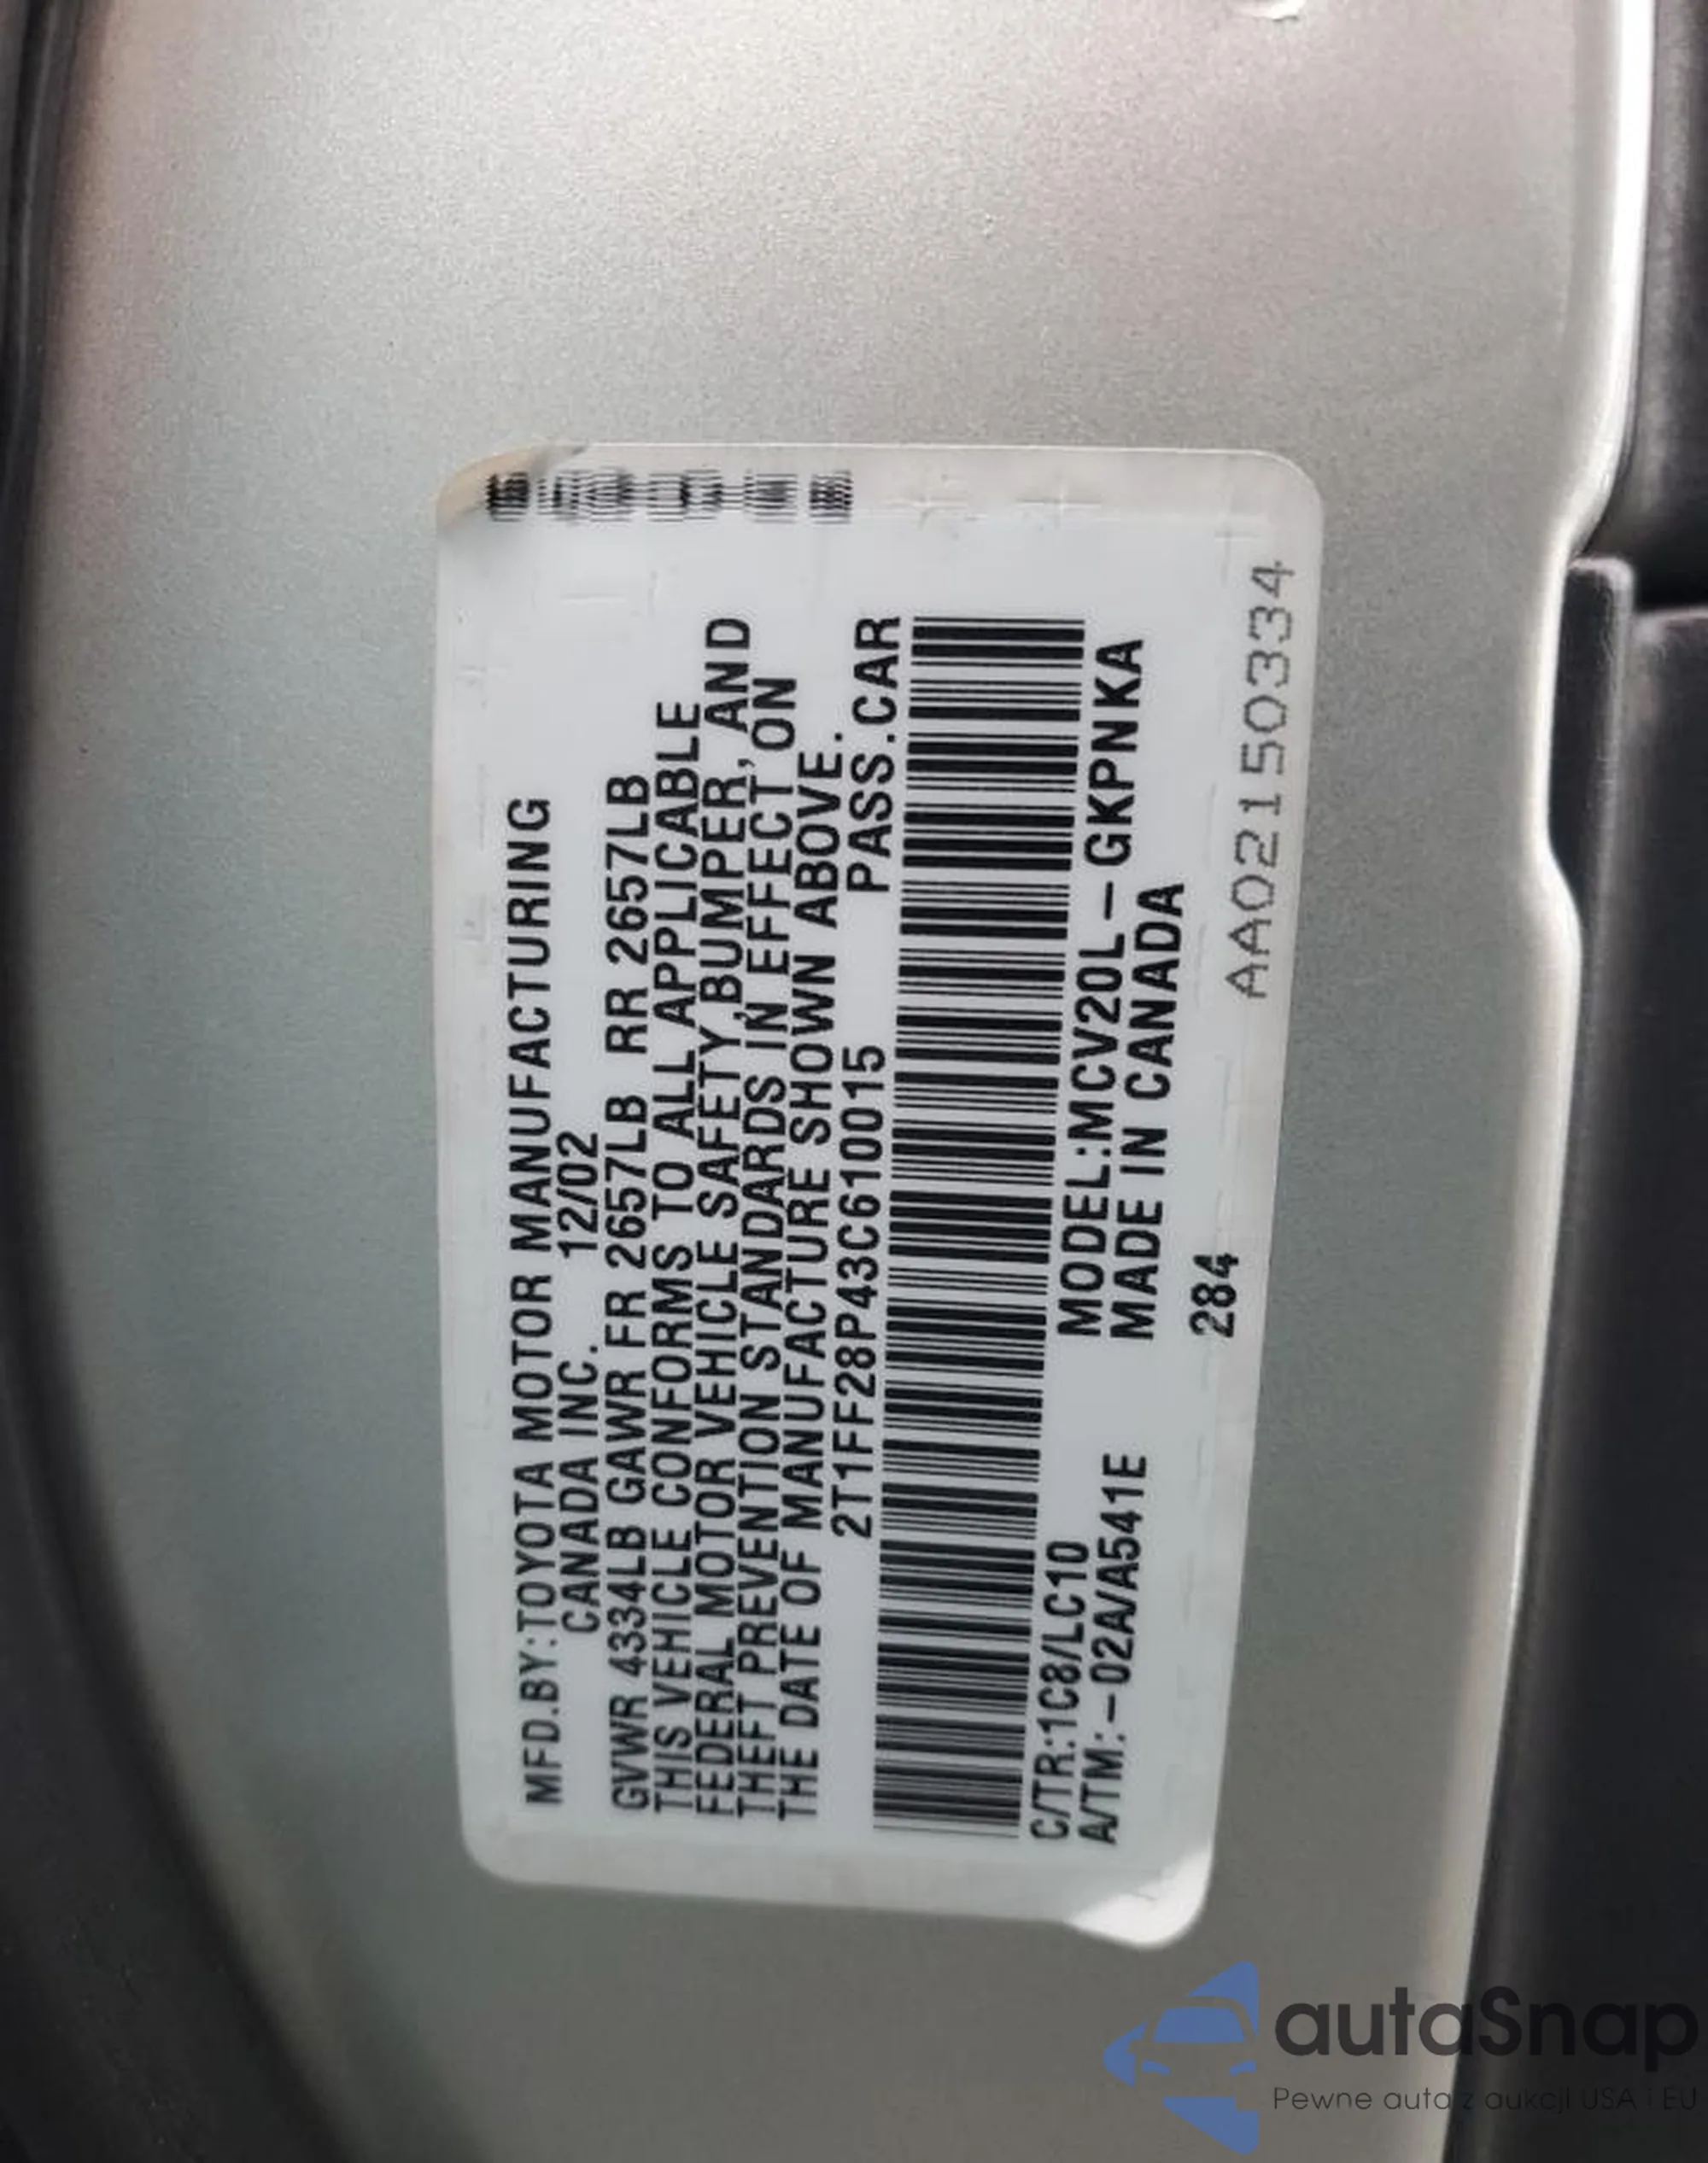 MFD.BY:TOYOTA MOTOR MANUFACTURING
CANADA INC. 12/02
GVWR 4334LB GAWR FR 2657LB RR 2657LB
THIS VEHICLE CONFORMS TO ALL APPLICABLE
FEDERAL MOTOR VEHICLE SAFETY,BUMPER, AND
THEFT PREVENTION STANDARDS IN EFFECT ON
THE DATE OF MANUFACTURE SHOWN ABOVE.
2T1FF28P43C610015 PASS.CAR
C/TR:1C8/LC10 MODEL:MCV20L-GKPNKA
A/TM:-02A/A541E MADE IN CANADA
284
AA02150334
autaSnap
Pewne auta z aukcji USA i EU